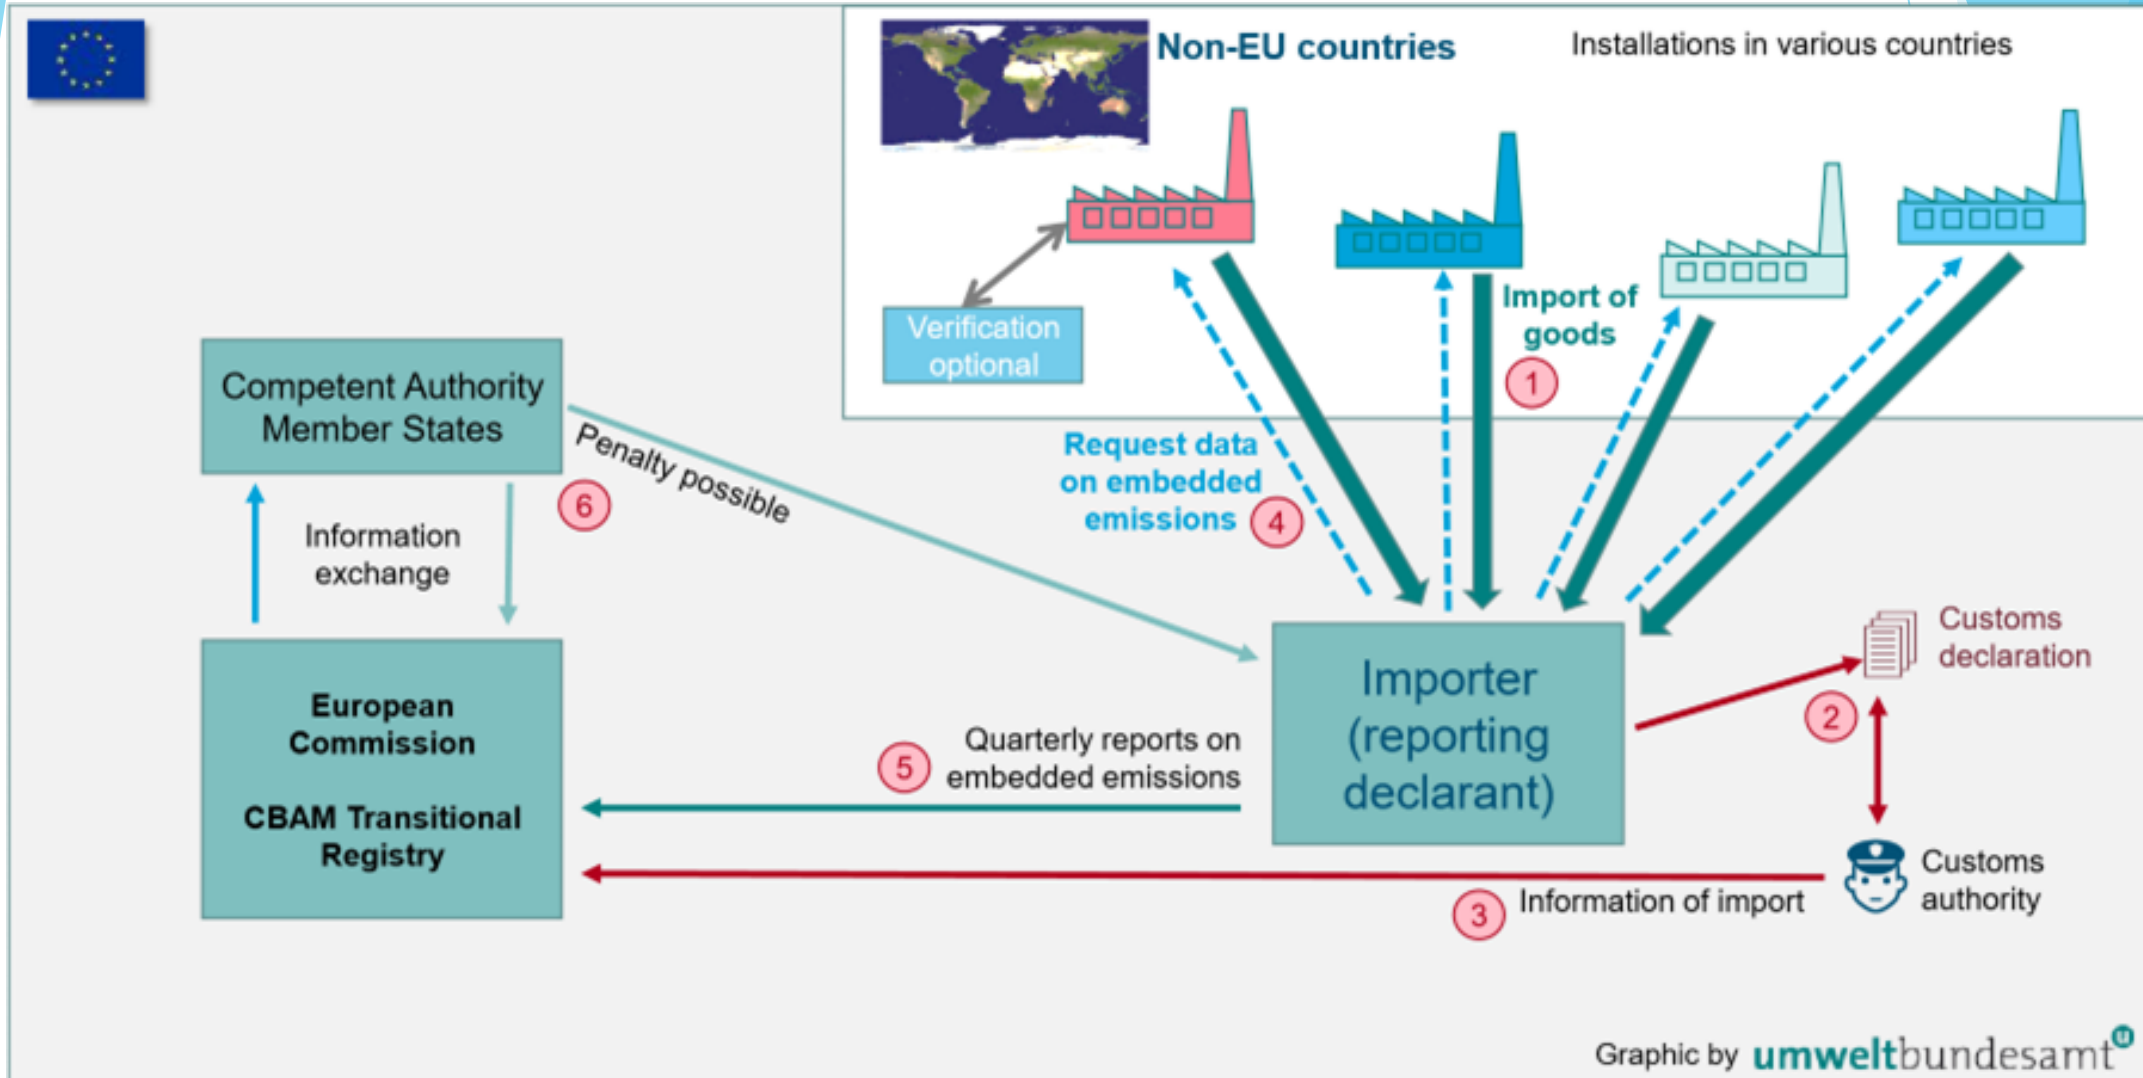 Non-EU countries
Installations in various countries
Import of
goods
1
Verification
optional
Competent Authority
Member States
Penalty possible
6
Request data
on embedded
emissions
4
Information
exchange
European
Commission
CBAM Transitional
Registry
Importer
(reporting
declarant)
Customs
declaration
2
5
Quarterly reports on
embedded emissions
Customs
authority
3
Information of import
Graphic by umweltbundesamt
u